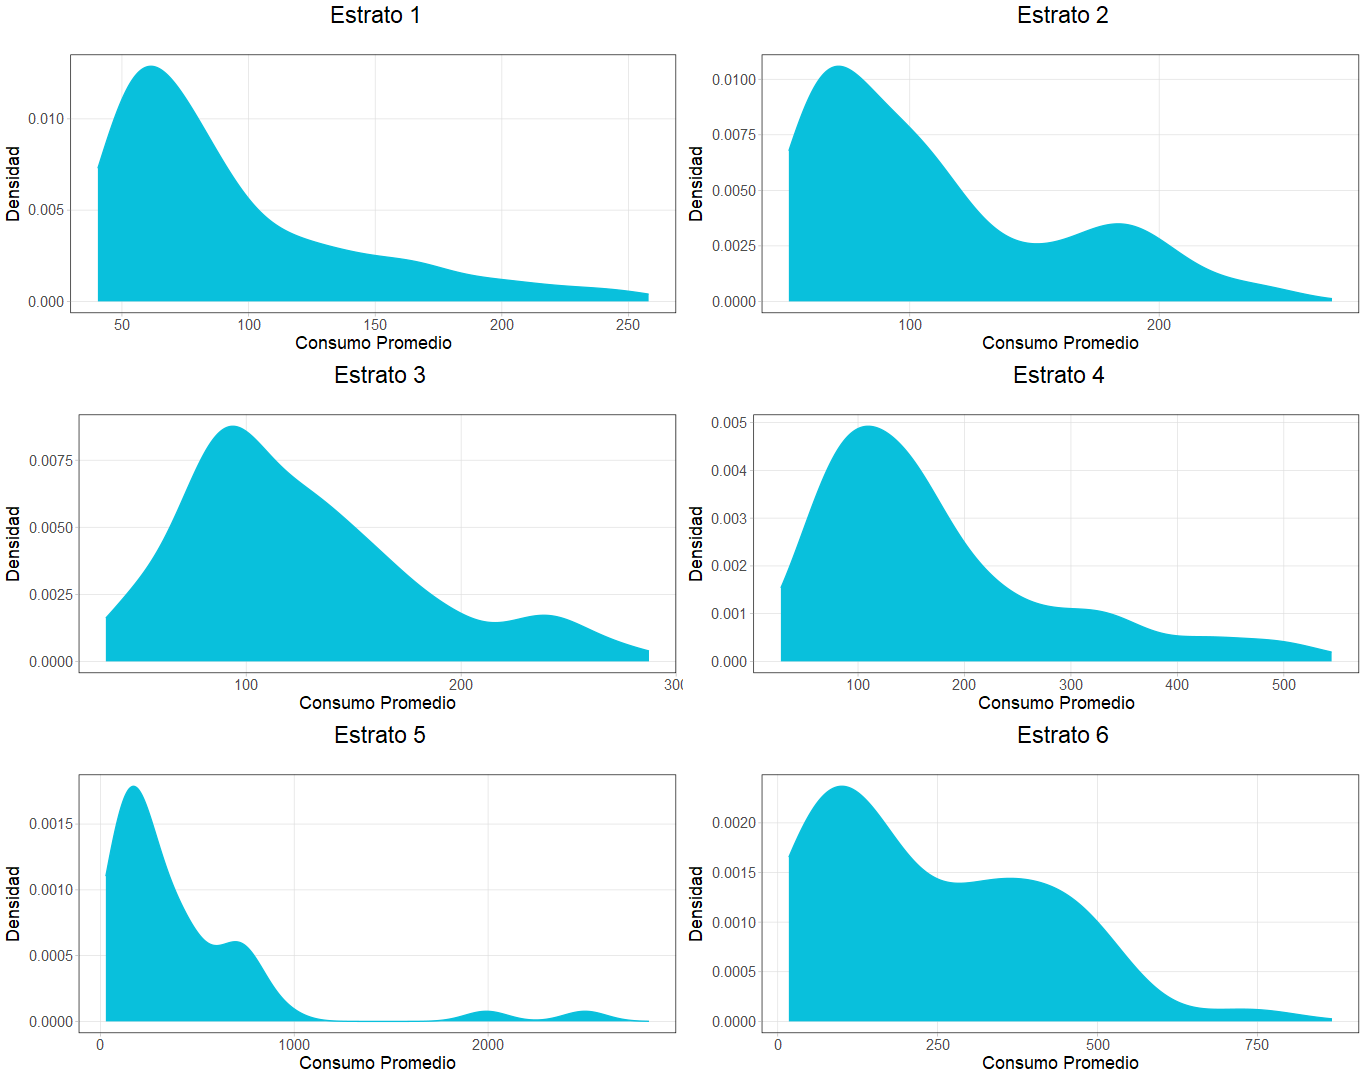 Estrato 1
Densidad
0.010
0.005
0.000
50 100 150 200 250
Consumo Promedio
Estrato 2
Densidad
0.0100
0.0075
0.0050
0.0025
0.0000
100 200
Consumo Promedio
Estrato 3
Densidad
0.0075
0.0050
0.0025
0.0000
100 200 300
Consumo Promedio
Estrato 4
Densidad
0.005
0.004
0.003
0.002
0.001
0.000
100 200 300 400 500
Consumo Promedio
Estrato 5
Densidad
0.0015
0.0010
0.0005
0.0000
0 1000 2000
Consumo Promedio
Estrato 6
Densidad
0.0020
0.0015
0.0010
0.0005
0.0000
0 250 500 750
Consumo Promedio